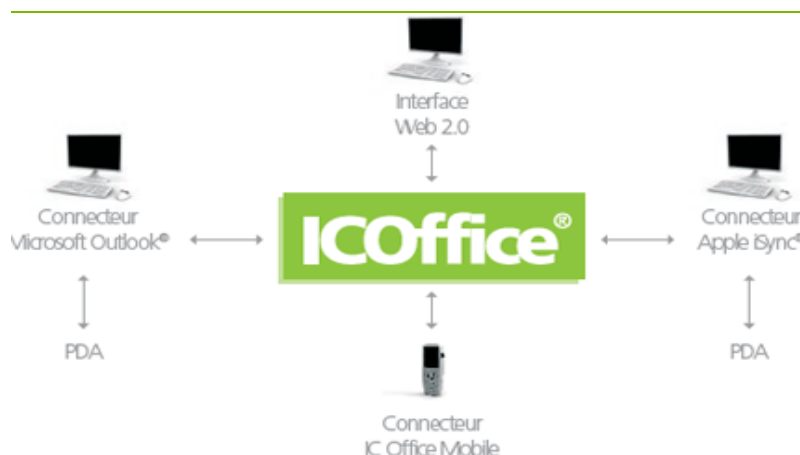 Interface
Web 2.0
Connecteur
Microsoft Outlook®
ICOffice®
Connecteur
Apple iSync®
PDA
PDA
Connecteur
IC Office Mobile